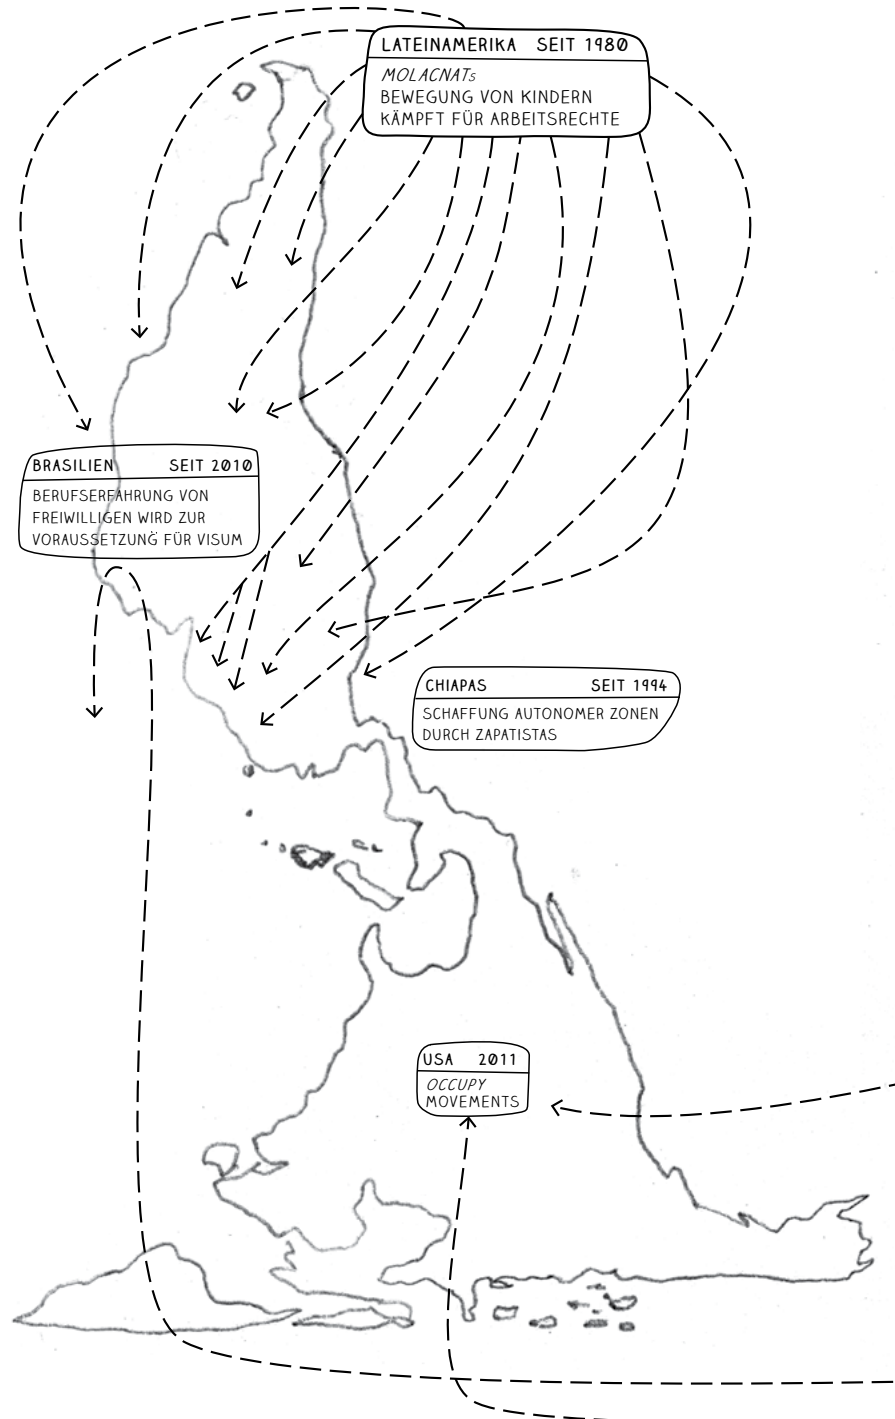 LATEINAMERIKA SEIT 1980
MOLACNATs
BEWEGUNG VON KINDERN
KÄMPFT FÜR ARBEITSRECHTE
BRASILIEN SEIT 2010
BERUFSERFAHRUNG VON
FREIWILLIGEN WIRD ZUR
VORAUSSETZUNG FÜR VISUM
CHIAPAS SEIT 1994
SCHAFFUNG AUTONOMER ZONEN
DURCH ZAPATISTAS
USA 2011
OCCUPY
MOVEMENTS